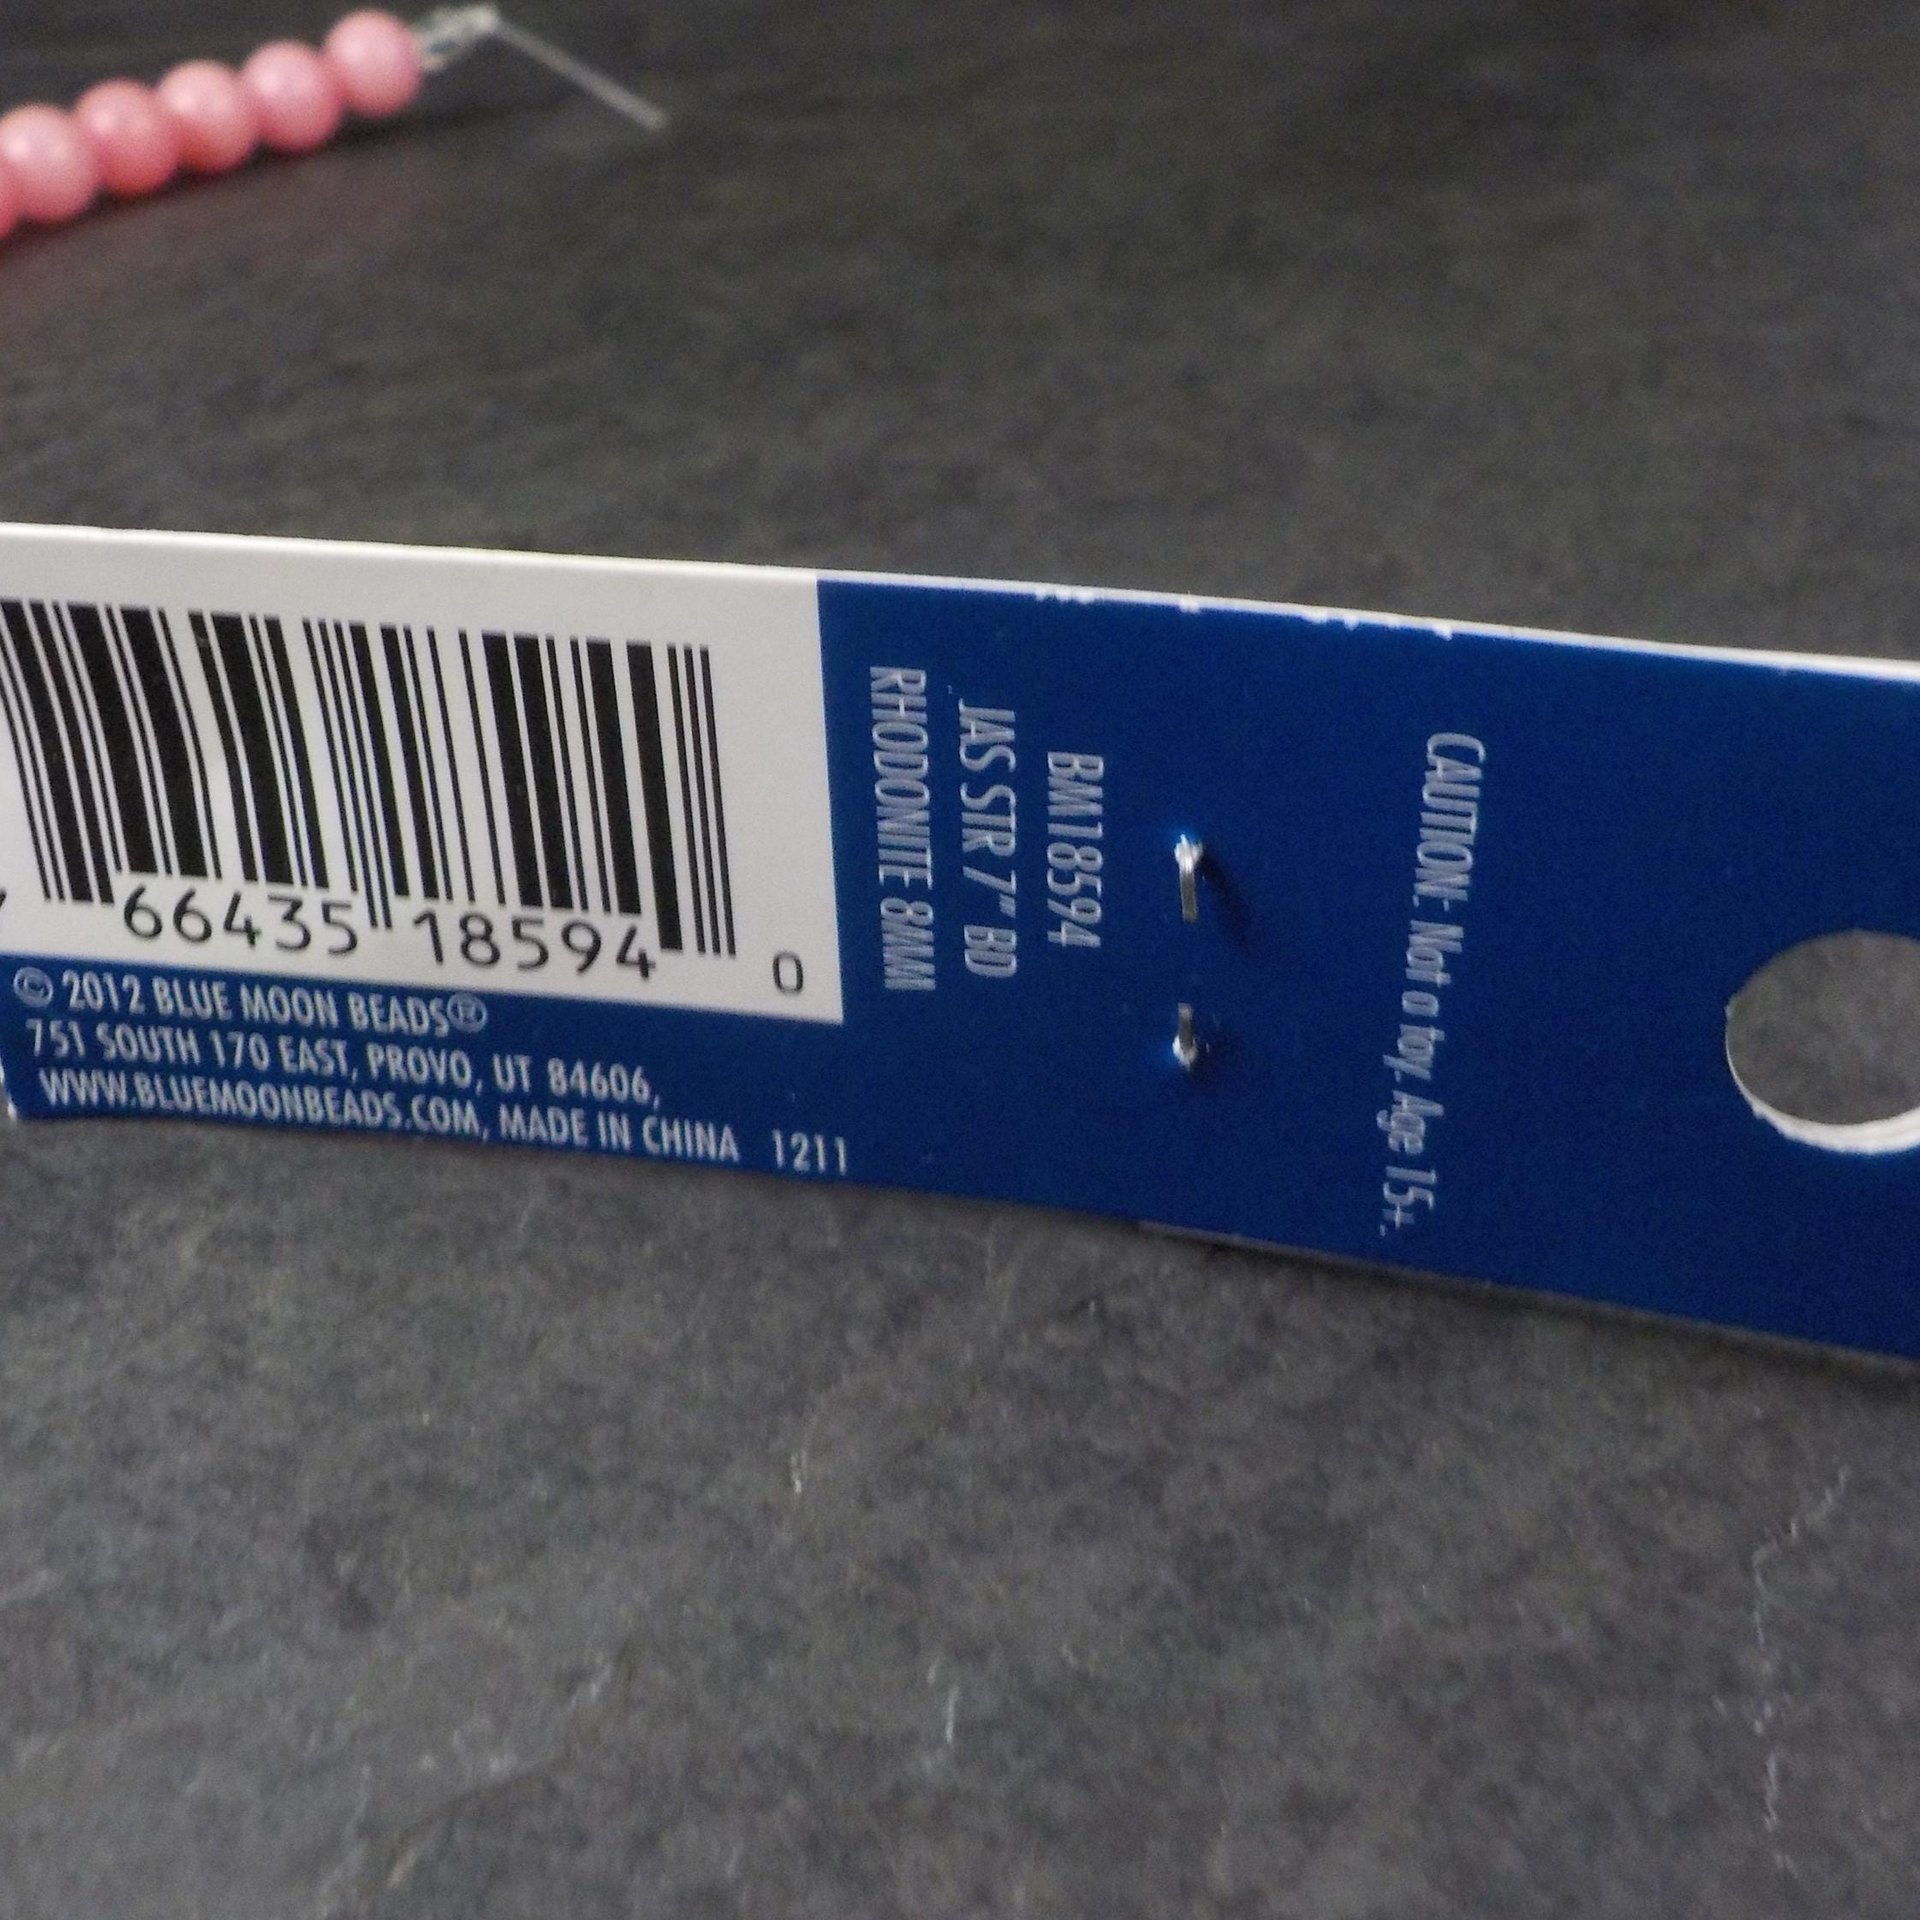 66435 18594 0
© 2012 BLUE MOON BEADS®
751 SOUTH 170 EAST, PROVO, UT 84606,
WWW.BLUEMOONBEADS.COM, MADE IN CHINA 1211
BM18594
JAS STR 7" BD
RHODONITE 8MM
CAUTION: Not a toy. Age 15+.